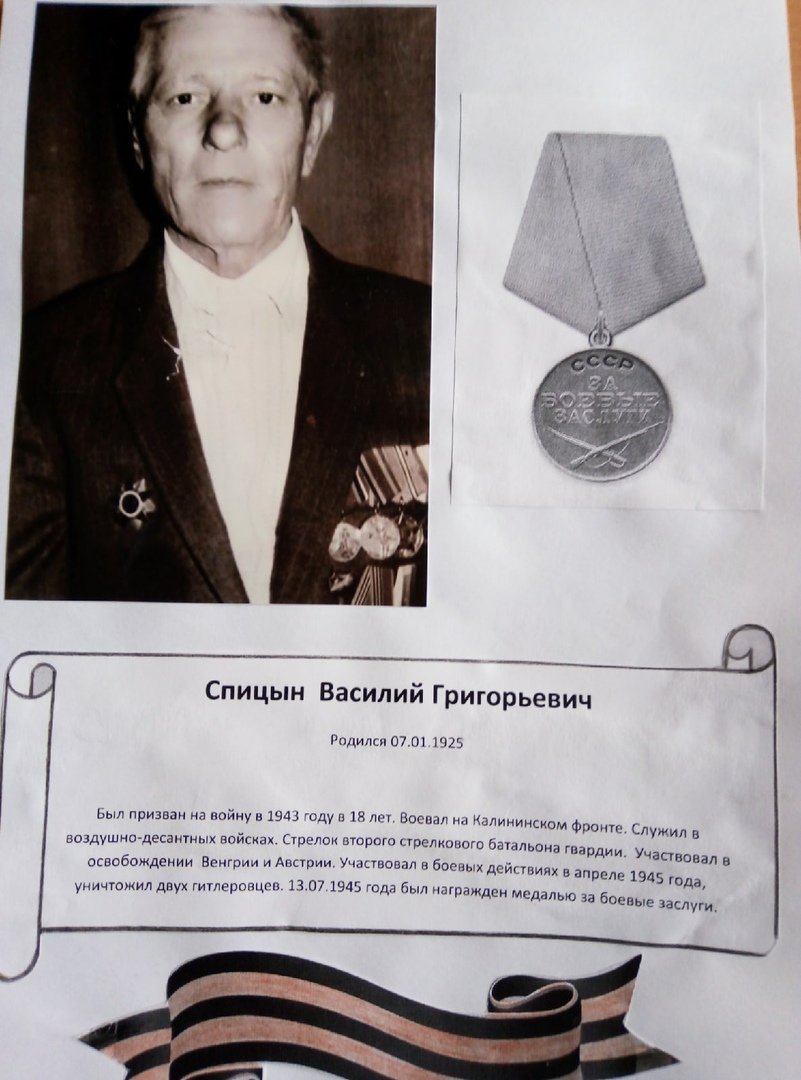 СССР
ЗА
БОЕВЫЕ
ЗАСЛУГИ
Спицын Василий Григорьевич
Родился 07.01.1925
Был призван на войну в 1943 году в 18 лет. Воевал на Калининском фронте. Служил в
воздушно-десантных войсках. Стрелок второго стрелкового батальона гвардии. Участвовал в
освобождении Венгрии и Австрии. Участвовал в боевых действиях в апреле 1945 года,
уничтожил двух гитлеровцев. 13.07.1945 года был награжден медалью за боевые заслуги.